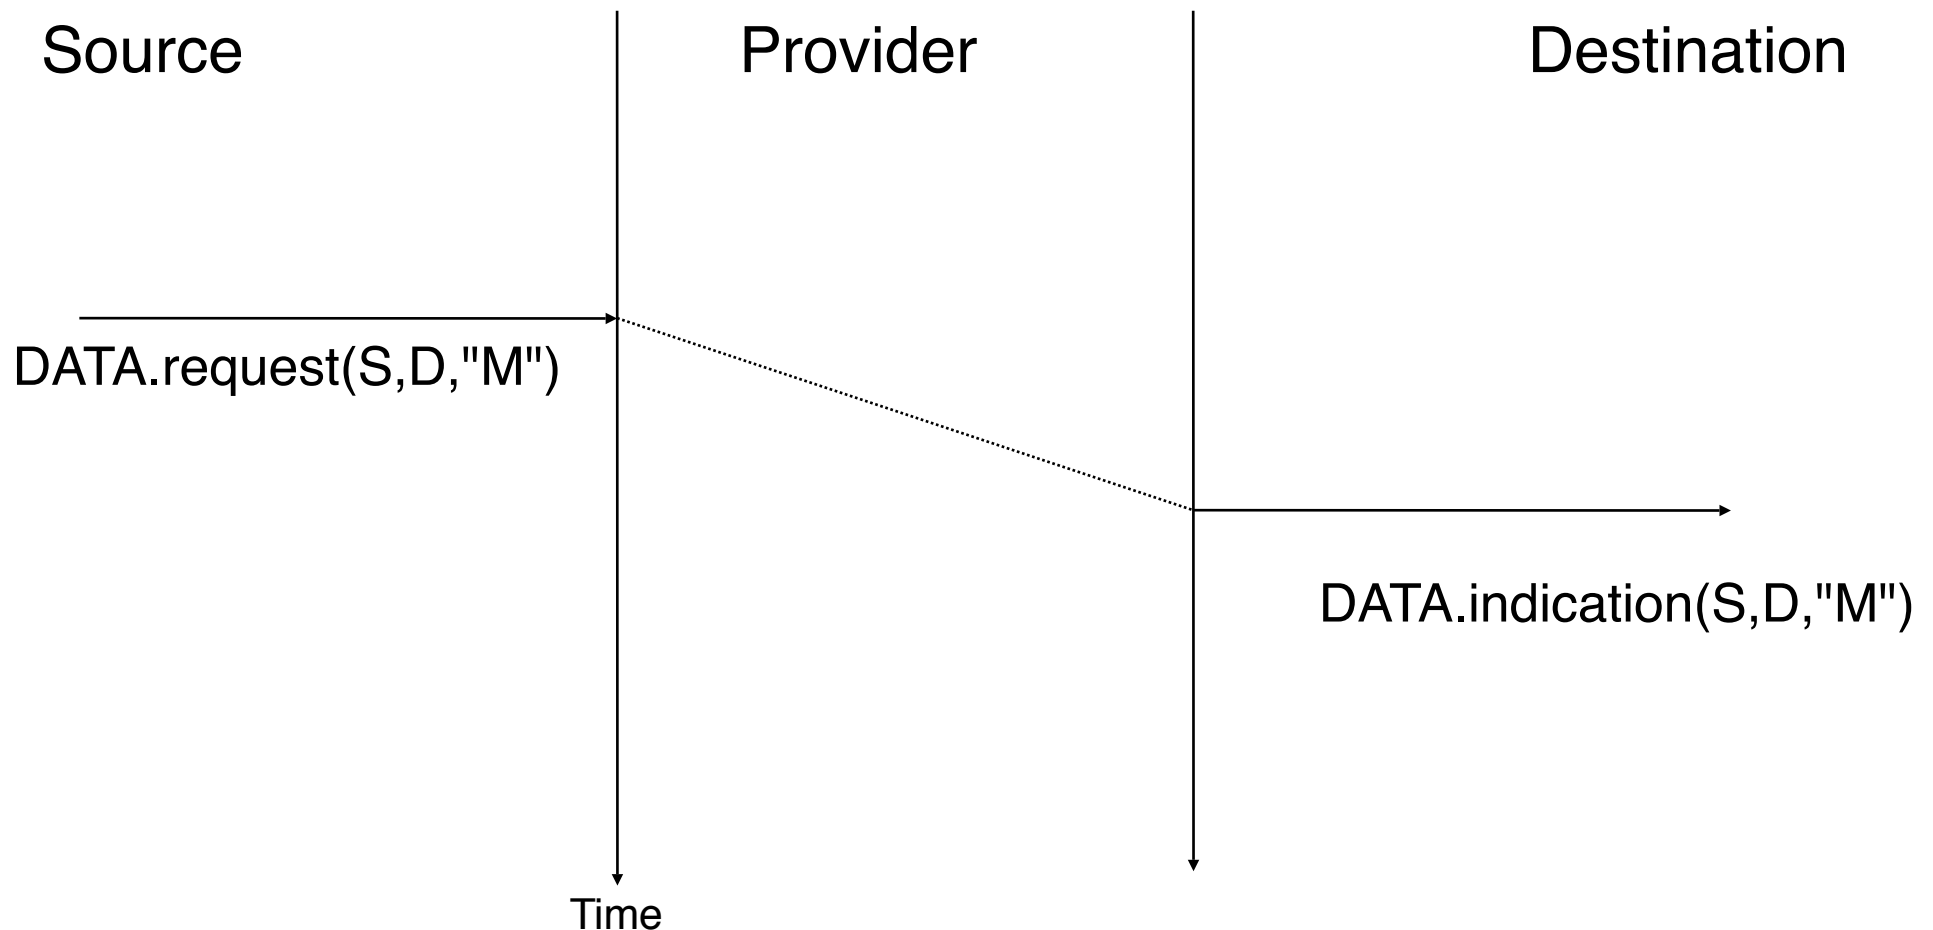 Source
Provider
Destination
DATA.request(S,D,"M")
DATA.indication(S,D,"M")
Time